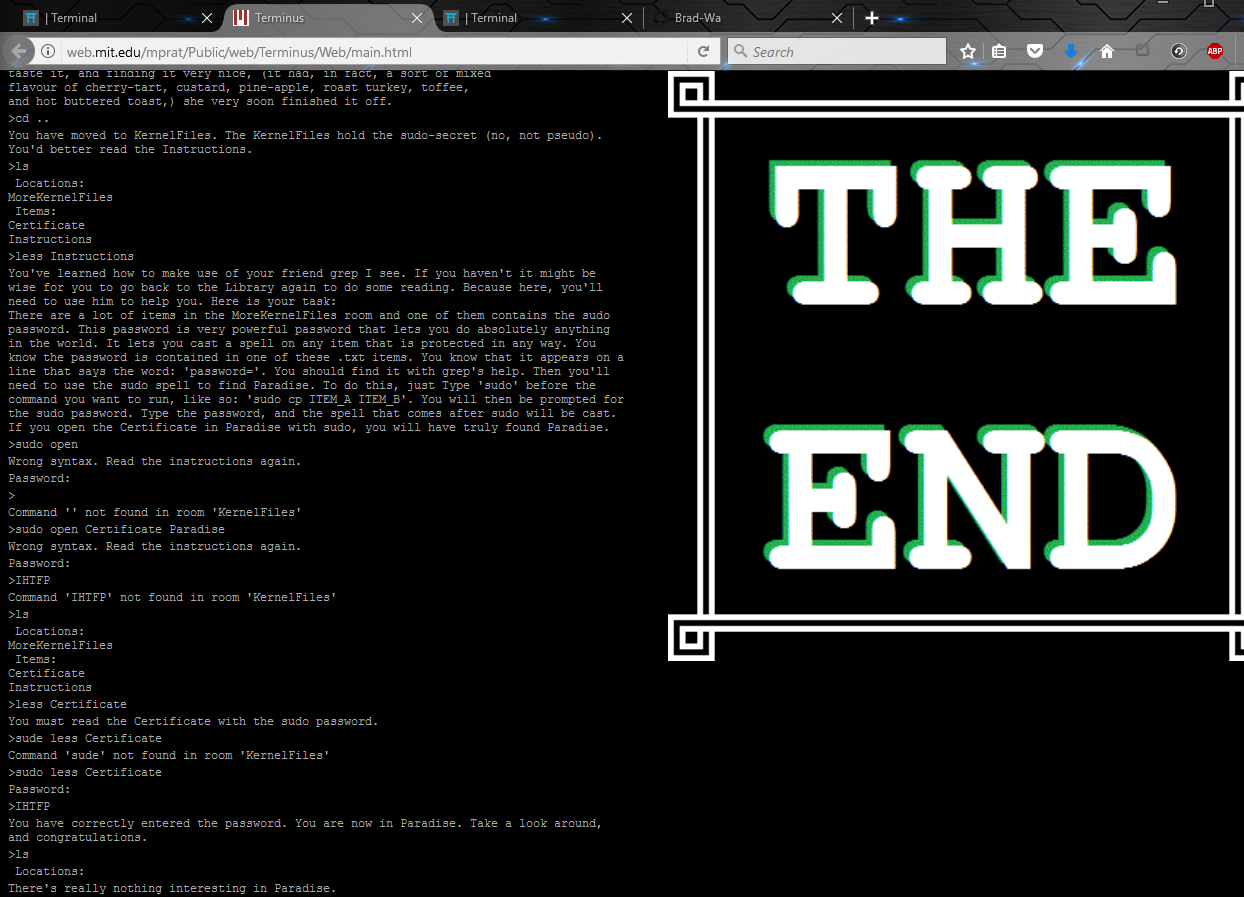 | Terminal
Terminus
| Terminal
Brad-Wa
web.mit.edu/mprat/Public/web/Terminus/Web/main.html
Search
ABP
taste it, and finding it very nice, (it had, in fact, a sort of mixed
flavour of cherry-tart, custard, pine-apple, roast turkey, toffee,
and hot buttered toast,) she very soon finished it off.
>cd ..
You have moved to KernelFiles. The KernelFiles hold the sudo-secret (no, not pseudo).
You'd better read the Instructions.
>ls
Locations:
MoreKernelFiles
Items:
Certificate
Instructions
>less Instructions
You've learned how to make use of your friend grep I see. If you haven't it might be
wise for you to go back to the Library again to do some reading. Because here, you'll
need to use him to help you. Here is your task:
There are a lot of items in the MoreKernelFiles room and one of them contains the sudo
password. This password is very powerful password that lets you do absolutely anything
in the world. It lets you cast a spell on any item that is protected in any way. You
know the password is contained in one of these .txt items. You know that it appears on a
line that says the word: 'password='. You should find it with grep's help. Then you'll
need to use the sudo spell to find Paradise. To do this, just Type 'sudo' before the
command you want to run, like so: 'sudo cp ITEM_A ITEM_B'. You will then be prompted for
the sudo password. Type the password, and the spell that comes after sudo will be cast.
If you open the Certificate in Paradise with sudo, you will have truly found Paradise.
>sudo open
Wrong syntax. Read the instructions again.
Password:
>
Command '' not found in room 'KernelFiles'
>sudo open Certificate Paradise
Wrong syntax. Read the instructions again.
Password:
>IHTFP
Command 'IHTFP' not found in room 'KernelFiles'
>ls
Locations:
MoreKernelFiles
Items:
Certificate
Instructions
>less Certificate
You must read the Certificate with the sudo password.
>sude less Certificate
Command 'sude' not found in room 'KernelFiles'
>sudo less Certificate
Password:
>IHTFP
You have correctly entered the password. You are now in Paradise. Take a look around,
and congratulations.
>ls
Locations:
There's really nothing interesting in Paradise.
THE
END